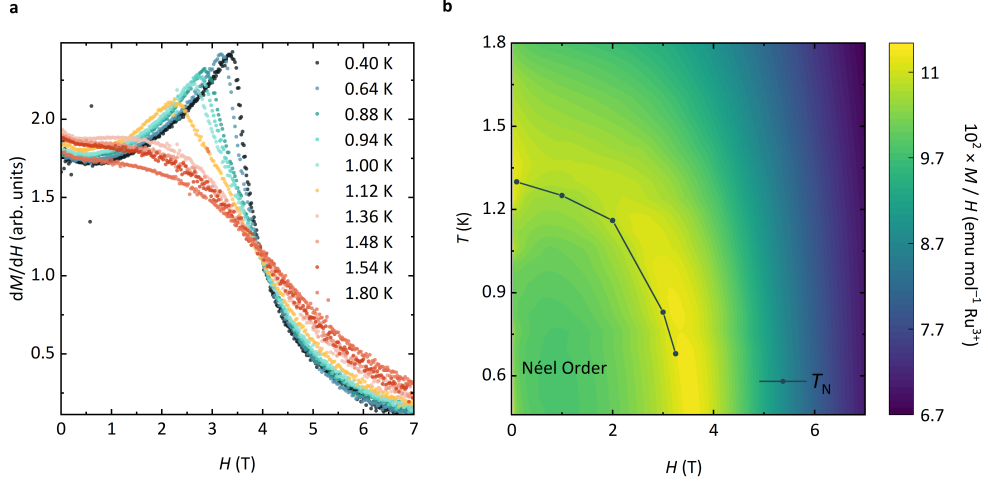 a
dM/dH (arb. units)
2.0
1.5
1.0
0.5
0 1 2 3 4 5 6 7
H (T)
0.40 K
0.64 K
0.88 K
0.94 K
1.00 K
1.12 K
1.36 K
1.48 K
1.54 K
1.80 K
b
T (K)
1.8
1.5
1.2
0.9
0.6
0 2 4 6
H (T)
Néel Order
T_N
11
9.7
8.7
7.7
6.7
10² × M / H (emu mol⁻¹ Ru³⁺)